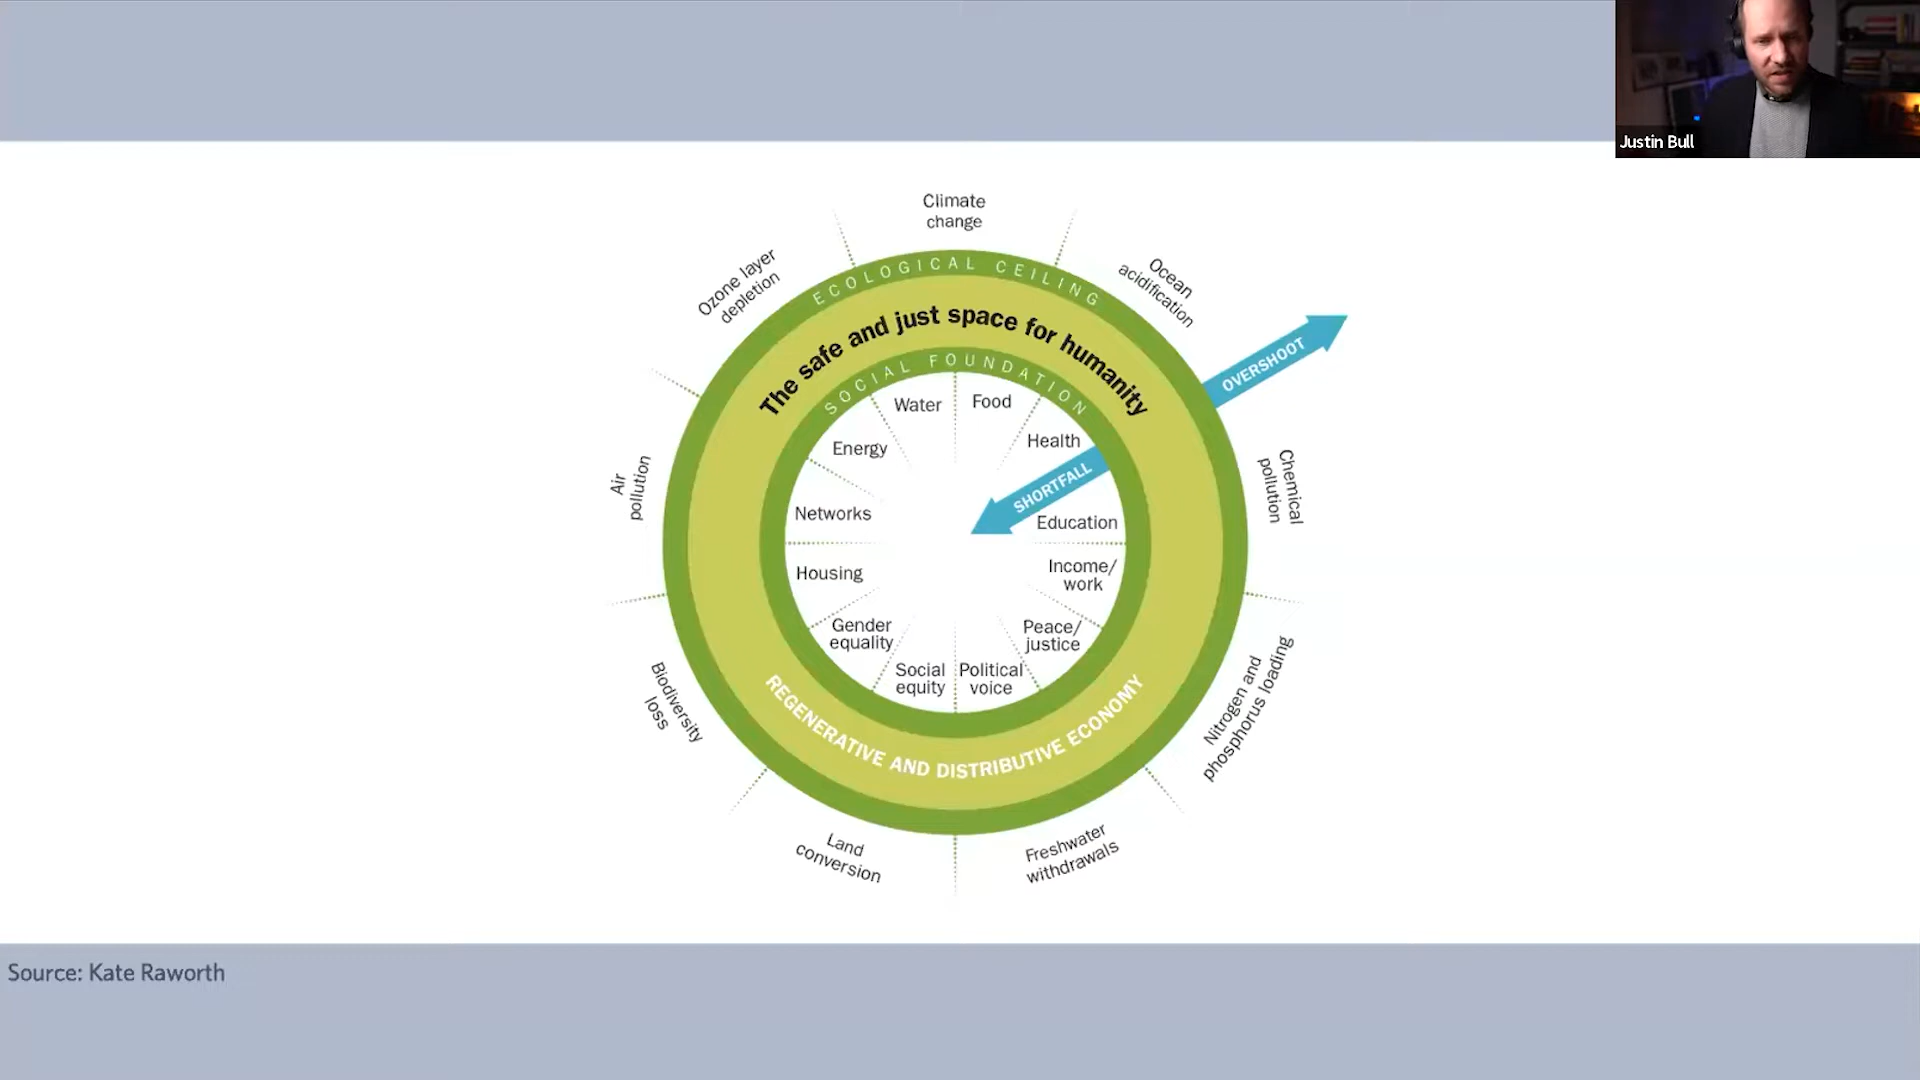 Justin Bull
Climate
change
Ozone layer
depletion
Ocean
acidification
ECOLOGICAL CEILING
The safe and just space for humanity
OVERSHOOT
SOCIAL FOUNDATION
Water
Food
Energy
Health
SHORTFALL
Air
pollution
Chemical
pollution
Networks
Education
Housing
Income/
work
Gender
equality
Peace/
justice
Social
equity
Political
voice
Biodiversity
loss
Nitrogen and
phosphorus loading
REGENERATIVE AND DISTRIBUTIVE ECONOMY
Land
conversion
Freshwater
withdrawals
Source: Kate Raworth